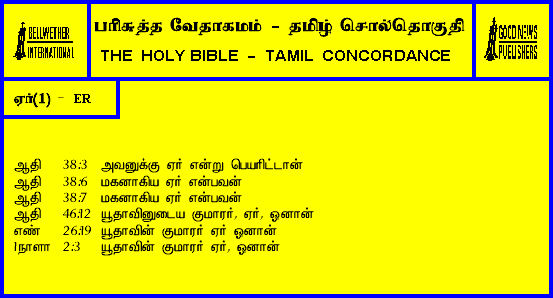 BELLWETHER
INTERNATIONAL
பரிசுத்த வேதாகமம் - தமிழ் சொல்தொகுதி
THE HOLY BIBLE - TAMIL CONCORDANCE
GOOD NEWS
PUBLISHERS
ஏர்(1) - ER
ஆதி 38:3 அவனுக்கு ஏர் என்று பெயரிட்டான்
ஆதி 38:6 மகனாகிய ஏர் என்பவன்
ஆதி 38:7 மகனாகிய ஏர் என்பவன்
ஆதி 46:12 யூதாவினுடைய குமாரர், ஏர், ஓனான்
எண் 26:19 யூதாவின் குமாரர் ஏர் ஓனான்
1நாளா 2:3 யூதாவின் குமாரர் ஏர், ஓனான்